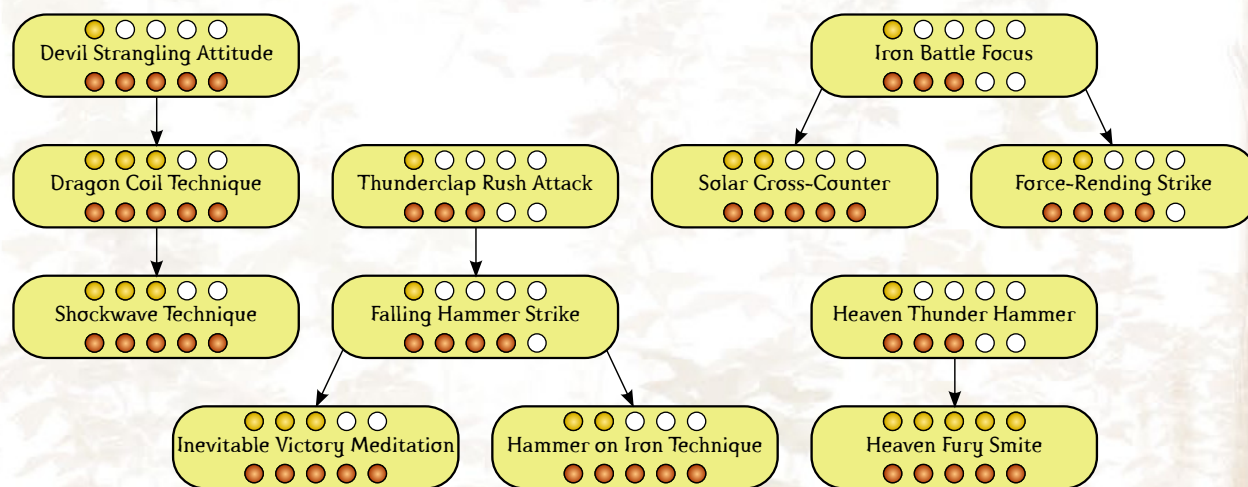 Devil Strangling Attitude
Iron Battle Focus
Dragon Coil Technique
Thunderclap Rush Attack
Solar Cross-Counter
Force-Rending Strike
Shockwave Technique
Falling Hammer Strike
Heaven Thunder Hammer
Inevitable Victory Meditation
Hammer on Iron Technique
Heaven Fury Smite